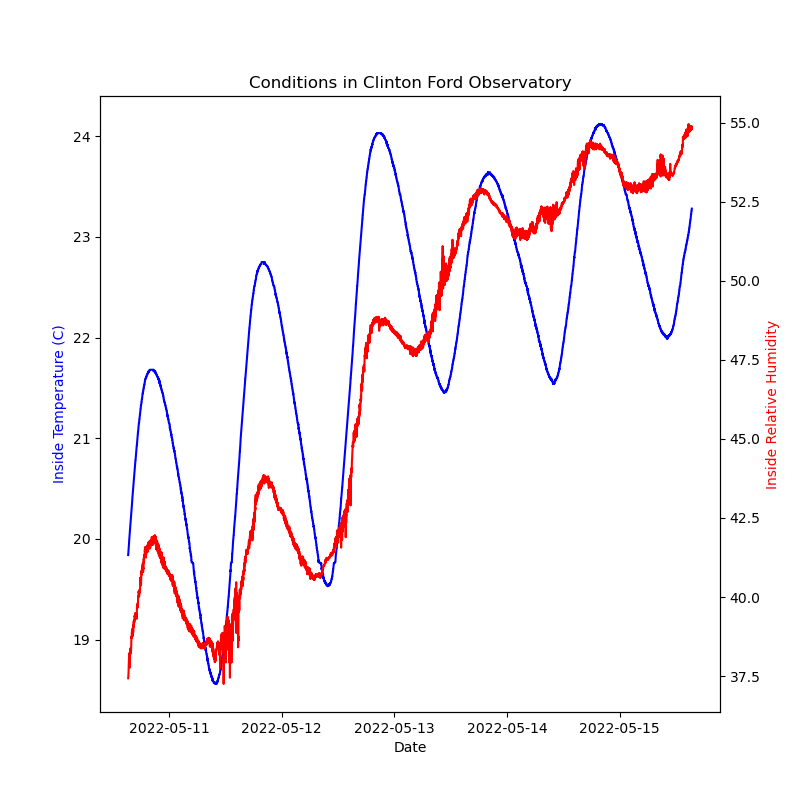 Conditions in Clinton Ford Observatory
24
23
22
21
20
19
Inside Temperature (C)
55.0
52.5
50.0
47.5
45.0
42.5
40.0
37.5
Inside Relative Humidity
2022-05-11 2022-05-12 2022-05-13 2022-05-14 2022-05-15
Date